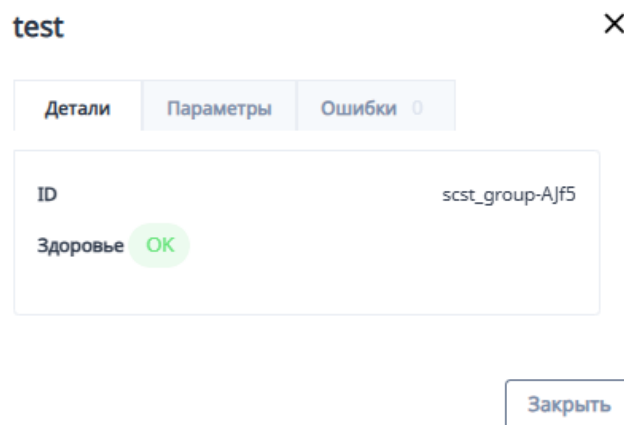 test
Детали Параметры Ошибки 0
ID scst_group-AJf5
Здоровье OK
Закрыть